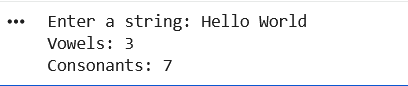 Enter a string: Hello World
Vowels: 3
Consonants: 7